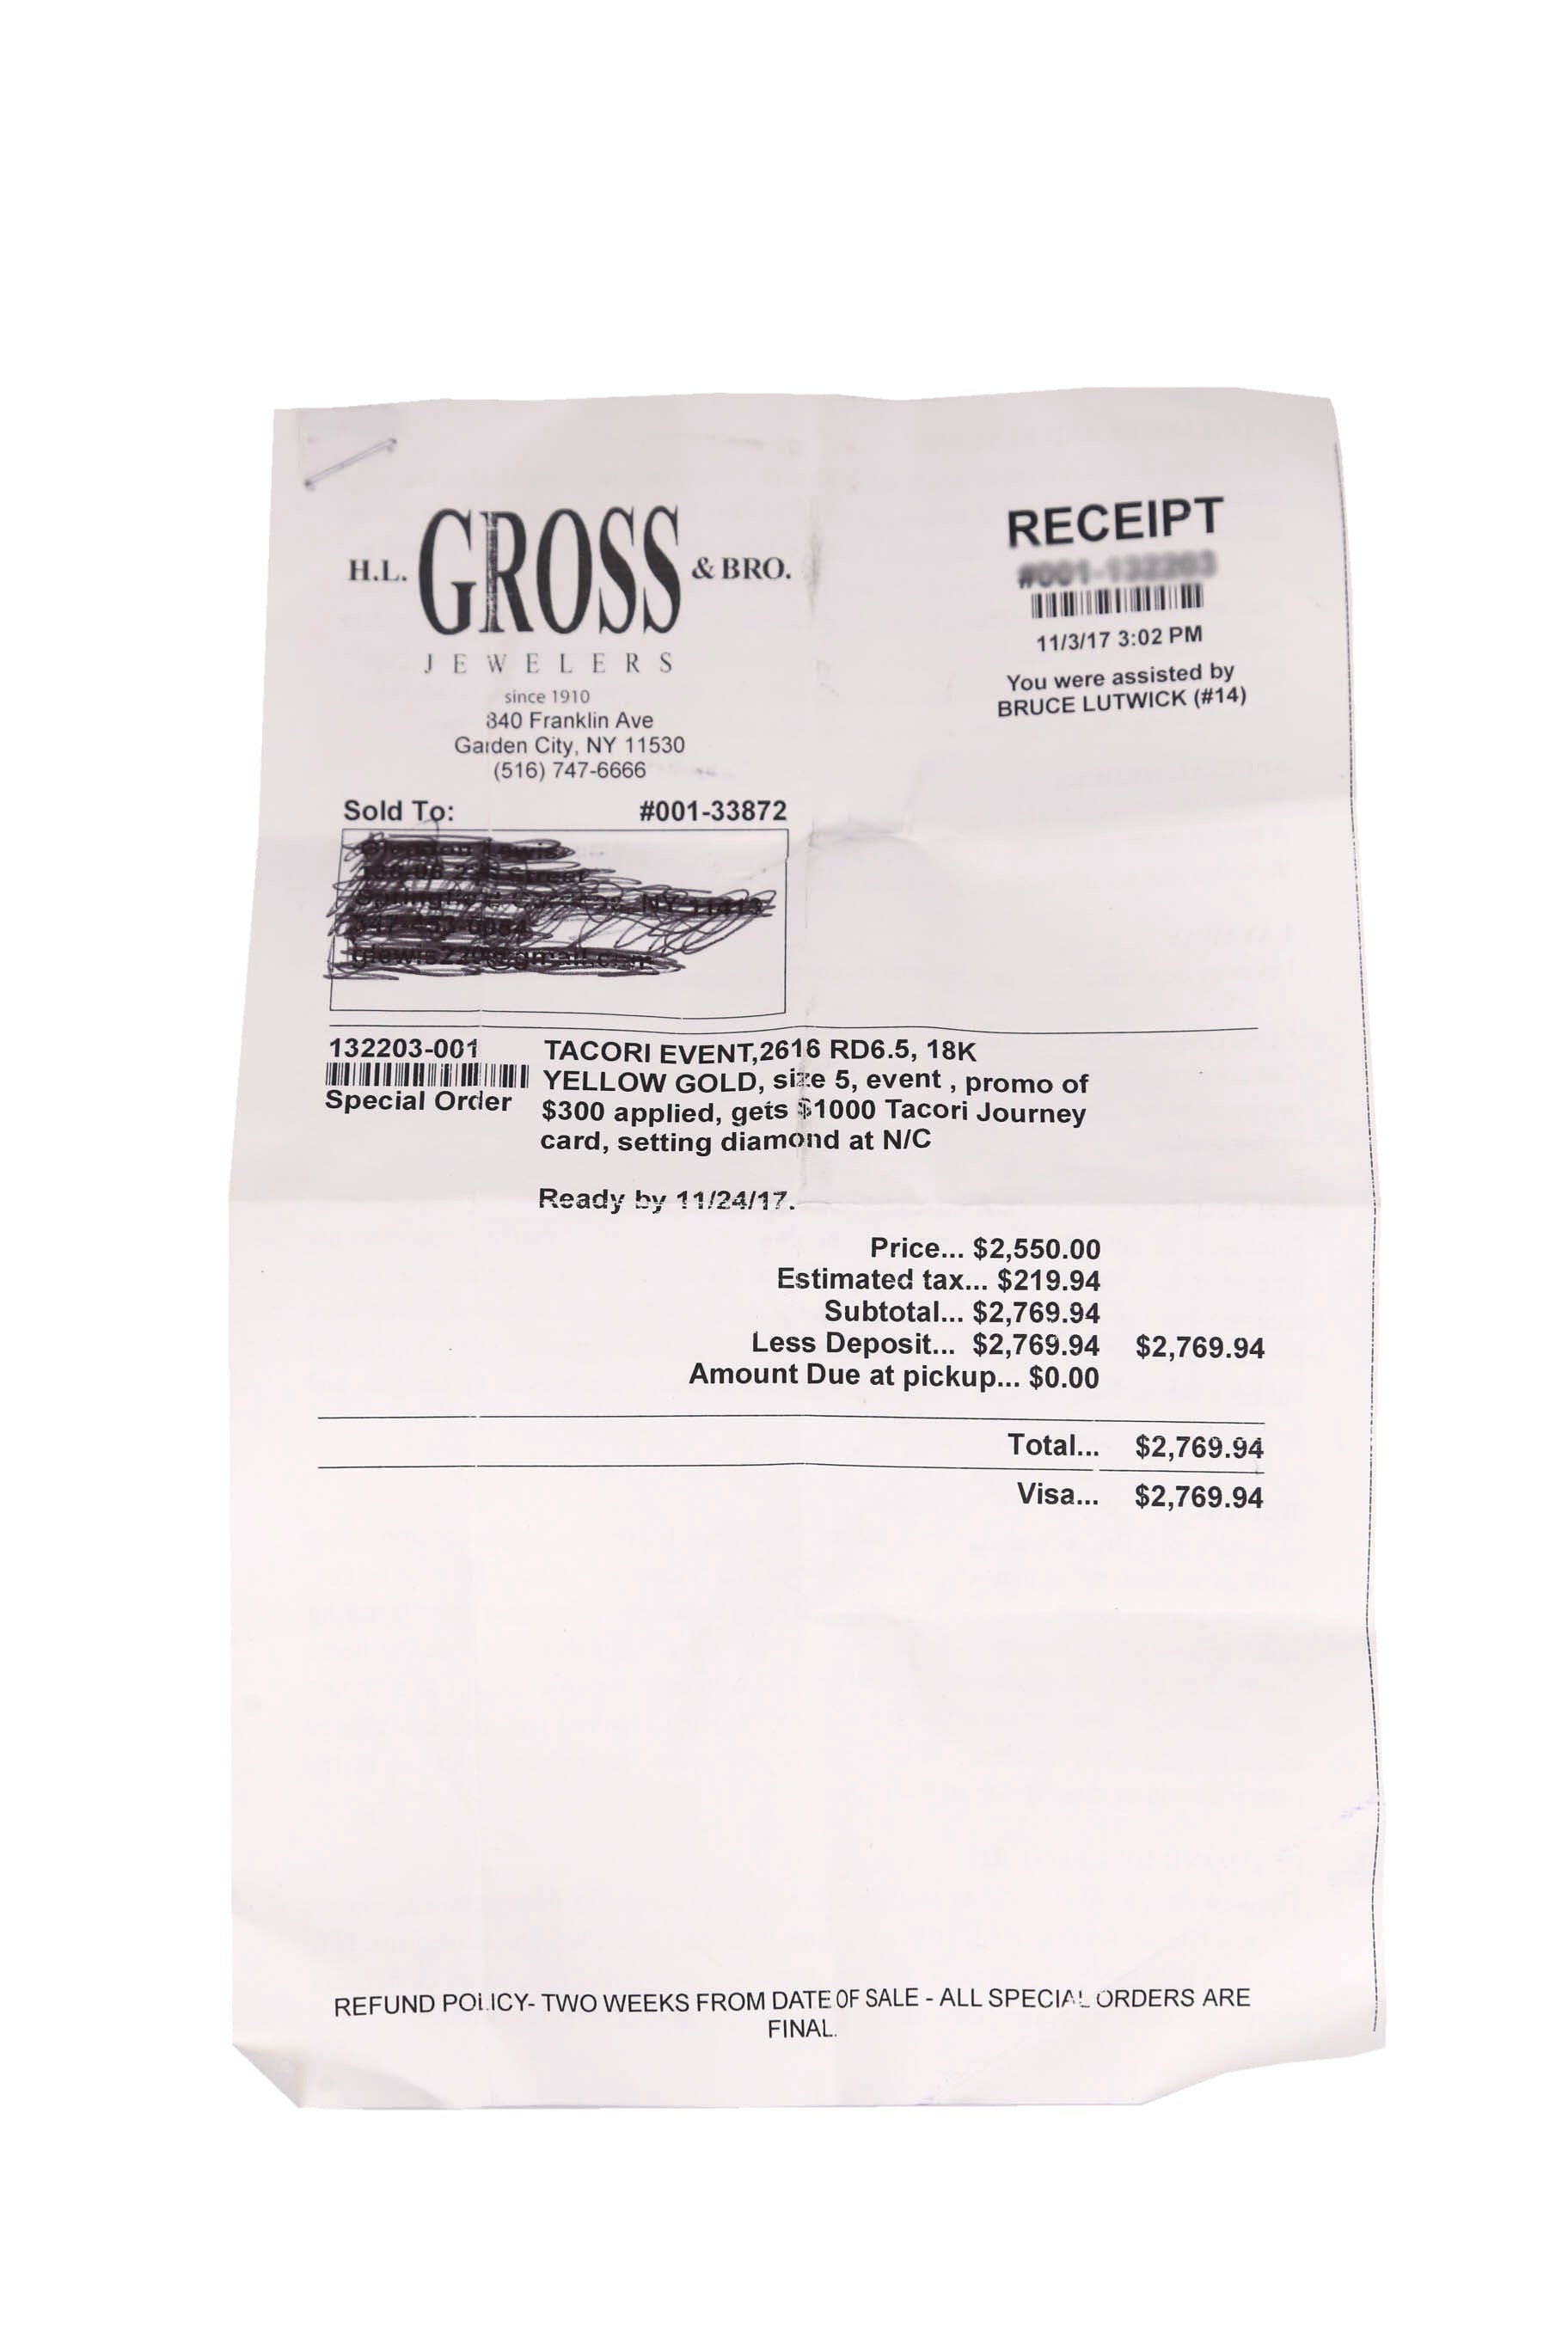 H.L. GROSS & BRO.
JEWELERS
since 1910
840 Franklin Ave
Garden City, NY 11530
(516) 747-6666
RECEIPT
11/3/17 3:02 PM
You were assisted by
BRUCE LUTWICK (#14)
Sold To: #001-33872
132203-001
Special Order
TACORI EVENT,2616 RD6.5, 18K
YELLOW GOLD, size 5, event , promo of
$300 applied, gets $1000 Tacori Journey
card, setting diamond at N/C
Ready by 11/24/17.
Price... $2,550.00
Estimated tax... $219.94
Subtotal... $2,769.94
Less Deposit... $2,769.94 $2,769.94
Amount Due at pickup... $0.00
Total... $2,769.94
Visa... $2,769.94
REFUND POLICY- TWO WEEKS FROM DATE OF SALE - ALL SPECIAL ORDERS ARE
FINAL.